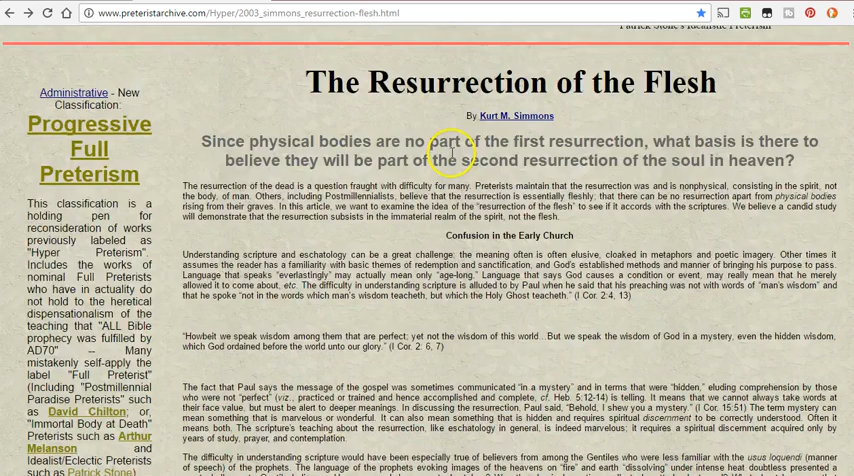 www.preteristarchive.com/Hyper/2003_simmons_resurrection-flesh.html
Patrick Stone's Idealistic Preterism
The Resurrection of the Flesh
By Kurt M. Simmons
Since physical bodies are no part of the first resurrection, what basis is there to
believe they will be part of the second resurrection of the soul in heaven?
Administrative - New
Classification:
Progressive
Full
Preterism
This classification is a
holding pen for
reconsideration of works
previously labeled as
"Hyper Preterism".
Includes the works of
nominal Full Preterists
who have in actuality do
not hold to the heretical
dispensationalism of the
teaching that "ALL Bible
prophecy was fulfilled by
AD70" -- Many
mistakenly self-apply the
label "Full Preterist"
(Including "Postmillennial
Paradise Preterists" such
as David Chilton; or,
"Immortal Body at Death"
Preterists such as Arthur
Melanson and
Idealist/Eclectic Preterists
such as Patrick Stone)
The resurrection of the dead is a question fraught with difficulty for many. Preterists maintain that the resurrection was and is nonphysical, consisting in the spirit, not
the body, of man. Others, including Postmillennialists, believe that the resurrection is essentially fleshly; that there can be no resurrection apart from physical bodies
rising from their graves. In this article, we want to examine the idea of the "resurrection of the flesh" to see if it accords with the scriptures. We believe a candid study
will demonstrate that the resurrection subsists in the immaterial realm of the spirit, not the flesh.
Confusion in the Early Church
Understanding scripture and eschatology can be a great challenge: the meaning often is often elusive, cloaked in metaphors and poetic imagery. Other times it
assumes the reader has a familiarity with basic themes of redemption and sanctification, and God's established methods and manner of bringing his purpose to pass.
Language that speaks "everlastingly" may actually mean only "age-long." Language that says God causes a condition or event, may really mean that he merely
allowed it to come about, etc. The difficulty in understanding scripture is alluded to by Paul when he said that his preaching was not with words of "man's wisdom" and
that he spoke "not in the words which man's wisdom teacheth, but which the Holy Ghost teacheth." (I Cor. 2:4, 13)
"Howbeit we speak wisdom among them that are perfect; yet not the wisdom of this world...But we speak the wisdom of God in a mystery, even the hidden wisdom,
which God ordained before the world unto our glory." (I Cor. 2: 6, 7)
The fact that Paul says the message of the gospel was sometimes communicated "in a mystery" and in terms that were "hidden," eluding comprehension by those
who were not "perfect" (viz., practiced or trained and hence accomplished and complete, cf. Heb. 5:12-14) is telling. It means that we cannot always take words at
their face value, but must be alert to deeper meanings. In discussing the resurrection, Paul said, "Behold, I shew you a mystery." (I Cor. 15:51) The term mystery can
mean something that is marvelous or wonderful. It can also mean something that is hidden and requires spiritual discernment to be correctly understood. Often it
means both. The scripture's teaching about the resurrection, like eschatology in general, is indeed marvelous; it requires a spiritual discernment acquired only by
years of study, prayer, and contemplation.
The difficulty in understanding scripture would have been especially true of believers from among the Gentiles who were less familiar with the usus loquendi (manner
of speech) of the prophets. The language of the prophets evoking images of the heavens on "fire" and earth "dissolving" under intense heat doubtless presented a